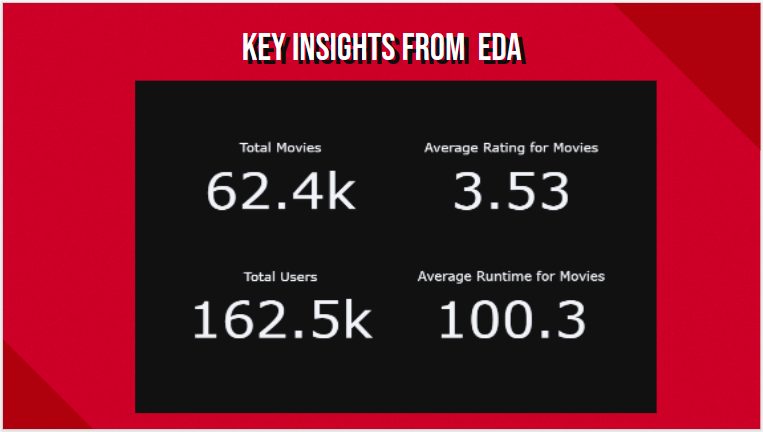 KEY INSIGHTS FROM EDA
Total Movies
62.4k
Average Rating for Movies
3.53
Total Users
162.5k
Average Runtime for Movies
100.3